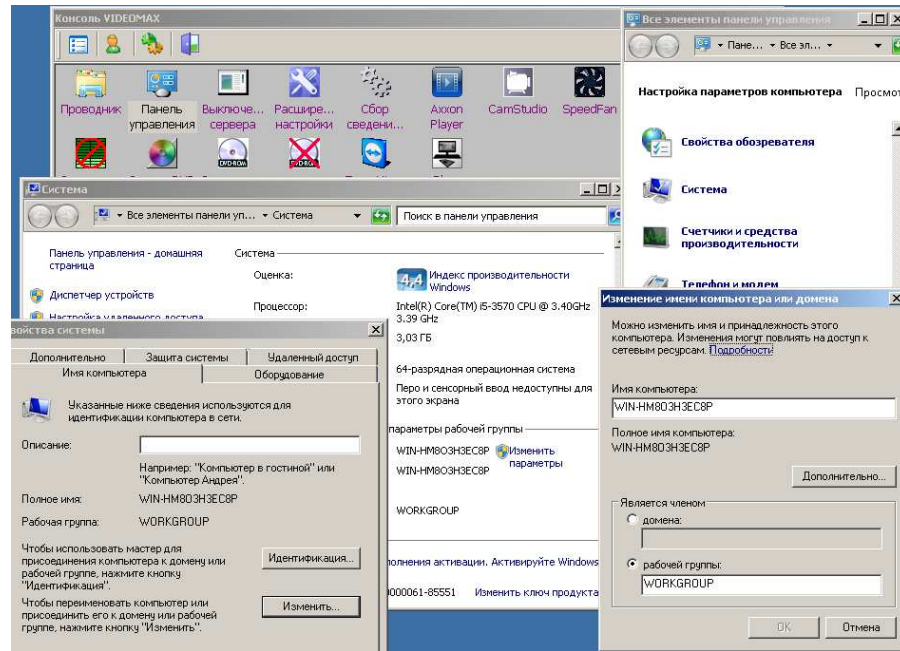 Консоль VIDEOMAX
Проводник
Панель управления
Выключе... сервера
Расшире... настройки
Сбор сведени...
Axxon Player
CamStudio
SpeedFan
DVD-ROM
Все элементы панели управления
Пане... Все эл...
Настройка параметров компьютера
Свойства обозревателя
Система
Счетчики и средства
производительности
Телефон и модем
Система
Все элементы панели уп... Система
Поиск в панели управления
Панель управления - домашняя
страница
Диспетчер устройств
Настройка удаленного доступа
Система
Оценка:
4,4 Индекс производительности
Windows
Процессор:
Intel(R) Core(TM) i5-3570 CPU @ 3.40GHz
3.39 GHz
3,03 ГБ
64-разрядная операционная система
Перо и сенсорный ввод недоступны для
этого экрана
параметры рабочей группы
WIN-HM8O3H3EC8P
Изменить
параметры
WIN-HM8O3H3EC8P
WORKGROUP
Активируйте Windows
Изменить ключ продукта
войства системы
Дополнительно
Защита системы
Удаленный доступ
Имя компьютера
Оборудование
Указанные ниже сведения используются для
идентификации компьютера в сети.
Описание:
Например: "Компьютер в гостиной" или
"Компьютер Андрея".
Полное имя:
WIN-HM8O3H3EC8P
Рабочая группа:
WORKGROUP
Чтобы использовать мастер для
присоединения компьютера к домену или
рабочей группе, нажмите кнопку
"Идентификация".
Идентификация...
Чтобы переименовать компьютер или
присоединить его к домену или рабочей
группе, нажмите кнопку "Изменить".
Изменить...
Изменение имени компьютера или домена
Можно изменить имя и принадлежность этого
компьютера. Изменения могут повлиять на доступ к
сетевым ресурсам. Подробности
Имя компьютера:
WIN-HM8O3H3EC8P
Полное имя компьютера:
WIN-HM8O3H3EC8P
Дополнительно...
Является членом
домена:
рабочей группы:
WORKGROUP
OK
Отмена